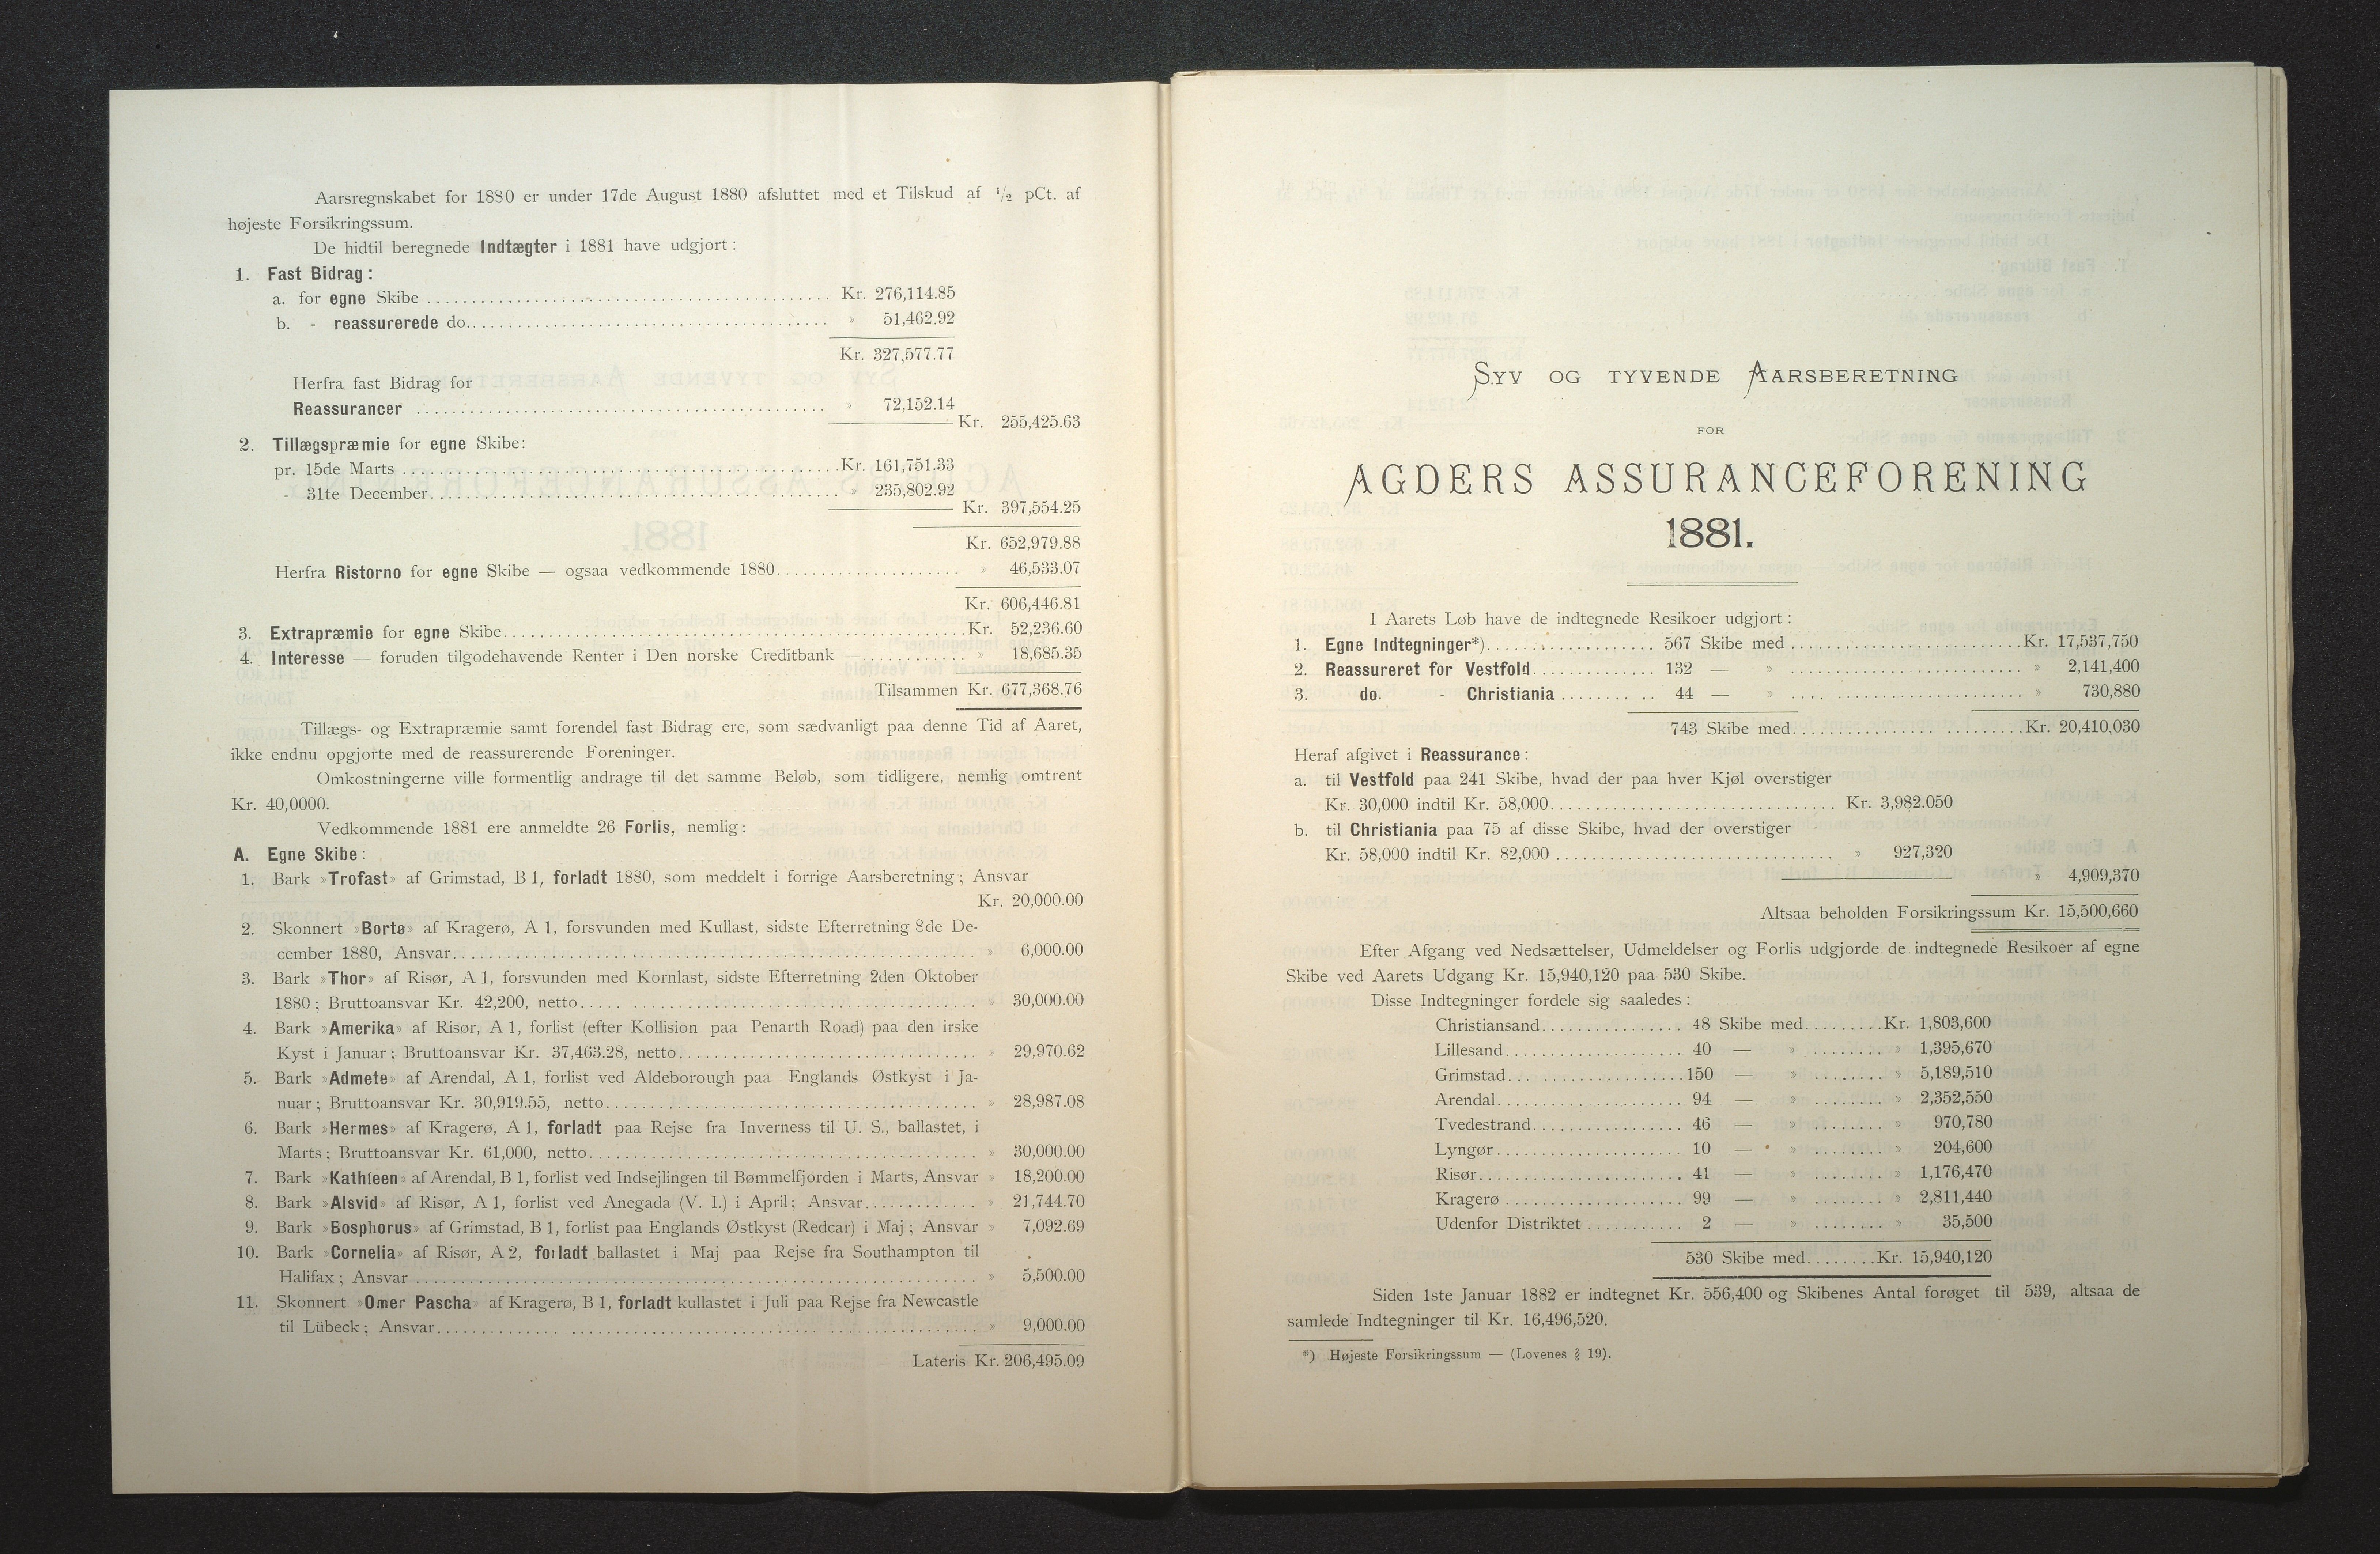 Aarsregnskabet for 1880 er under 17de August 1880 afsluttet med et Tilskud af ½ pCt. af
højeste Forsikringssum.
De hidtil beregnede Indtægter i 1881 have udgjort:
1. Fast Bidrag:
a. for egne Skibe ........ Kr. 276,114.85
b. - reassurerede do. ........ » 51,462.92
Kr. 327,577.77
Herfra fast Bidrag for
Reassurancer ........ » 72,152.14
Kr. 255,425.63
2. Tillægspræmie for egne Skibe:
pr. 15de Marts ........ Kr. 161,751.33
- 31te December ........ » 235,802.92
Kr. 397,554.25
Kr. 652,979.88
Herfra Ristorno for egne Skibe — ogsaa vedkommende 1880 ........ » 46,533.07
Kr. 606,446.81
3. Extrapræmie for egne Skibe ........ Kr. 52,236.60
4. Interesse — foruden tilgodehavende Renter i Den norske Creditbank — ........ » 18,685.35
Tilsammen Kr. 677,368.76
Tillægs- og Extrapræmie samt forendel fast Bidrag ere, som sædvanligt paa denne Tid af Aaret,
ikke endnu opgjorte med de reassurerende Foreninger.
Omkostningerne ville formentlig andrage til det samme Beløb, som tidligere, nemlig omtrent
Kr. 40,0000.
Vedkommende 1881 ere anmeldte 26 Forlis, nemlig:
A. Egne Skibe:
1. Bark »Trofast» af Grimstad, B 1, forladt 1880, som meddelt i forrige Aarsberetning; Ansvar
Kr. 20,000.00
2. Skonnert »Bortø» af Kragerø, A 1, forsvunden med Kullast, sidste Efterretning 8de De-
cember 1880, Ansvar ........ » 6,000.00
3. Bark »Thor» af Risør, A 1, forsvunden med Kornlast, sidste Efterretning 2den Oktober
1880; Bruttoansvar Kr. 42,200, netto ........ » 30,000.00
4. Bark »Amerika» af Risør, A 1, forlist (efter Kollision paa Penarth Road) paa den irske
Kyst i Januar; Bruttoansvar Kr. 37,463.28, netto ........ » 29,970.62
5. Bark »Admete» af Arendal, A 1, forlist ved Aldeborough paa Englands Østkyst i Ja-
nuar; Bruttoansvar Kr. 30,919.55, netto ........ » 28,987.08
6. Bark »Hermes» af Kragerø, A 1, forladt paa Rejse fra Inverness til U. S., ballastet, i
Marts; Bruttoansvar Kr. 61,000, netto ........ » 30,000.00
7. Bark »Kathleen» af Arendal, B 1, forlist ved Indsejlingen til Bømmelfjorden i Marts, Ansvar » 18,200.00
8. Bark »Alsvid» af Risør, A 1, forlist ved Anegada (V. I.) i April; Ansvar ........ » 21,744.70
9. Bark »Bosphorus» af Grimstad, B 1, forlist paa Englands Østkyst (Redcar) i Maj; Ansvar » 7,092.69
10. Bark »Cornelia» af Risør, A 2, forladt ballastet i Maj paa Rejse fra Southampton til
Halifax; Ansvar ........ » 5,500.00
11. Skonnert »Omer Pascha» af Kragerø, B 1, forladt kullastet i Juli paa Rejse fra Newcastle
til Lübeck; Ansvar ........ » 9,000.00
Lateris Kr. 206,495.09
SYV OG TYVENDE AARSBERETNING
FOR
AGDERS ASSURANCEFORENING
1881.
I Aarets Løb have de indtegnede Resikoer udgjort:
1. Egne Indtegninger*) ........ 567 Skibe med ........ Kr. 17,537,750
2. Reassureret for Vestfold ........ 132 — » ........ » 2,141,400
3. do. - Christiania ........ 44 — » ........ » 730,880
743 Skibe med ........ Kr. 20,410,030
Heraf afgivet i Reassurance:
a. til Vestfold paa 241 Skibe, hvad der paa hver Kjøl overstiger
Kr. 30,000 indtil Kr. 58,000 ........ Kr. 3,982.050
b. til Christiania paa 75 af disse Skibe, hvad der overstiger
Kr. 58,000 indtil Kr. 82,000 ........ » 927,320
» 4,909,370
Altsaa beholden Forsikringssum Kr. 15,500,660
Efter Afgang ved Nedsættelser, Udmeldelser og Forlis udgjorde de indtegnede Resikoer af egne
Skibe ved Aarets Udgang Kr. 15,940,120 paa 530 Skibe.
Disse Indtegninger fordele sig saaledes:
Christiansand ........ 48 Skibe med ........ Kr. 1,803,600
Lillesand ........ 40 — » ........ » 1,395,670
Grimstad ........ 150 — » ........ » 5,189,510
Arendal ........ 94 — » ........ » 2,352,550
Tvedestrand ........ 46 — » ........ » 970,780
Lyngør ........ 10 — » ........ » 204,600
Risør ........ 41 — » ........ » 1,176,470
Kragerø ........ 99 — » ........ » 2,811,440
Udenfor Distriktet ........ 2 — » ........ » 35,500
530 Skibe med ........ Kr. 15,940,120
Siden 1ste Januar 1882 er indtegnet Kr. 556,400 og Skibenes Antal forøget til 539, altsaa de
samlede Indtegninger til Kr. 16,496,520.
*) Højeste Forsikringssum — (Lovenes § 19).